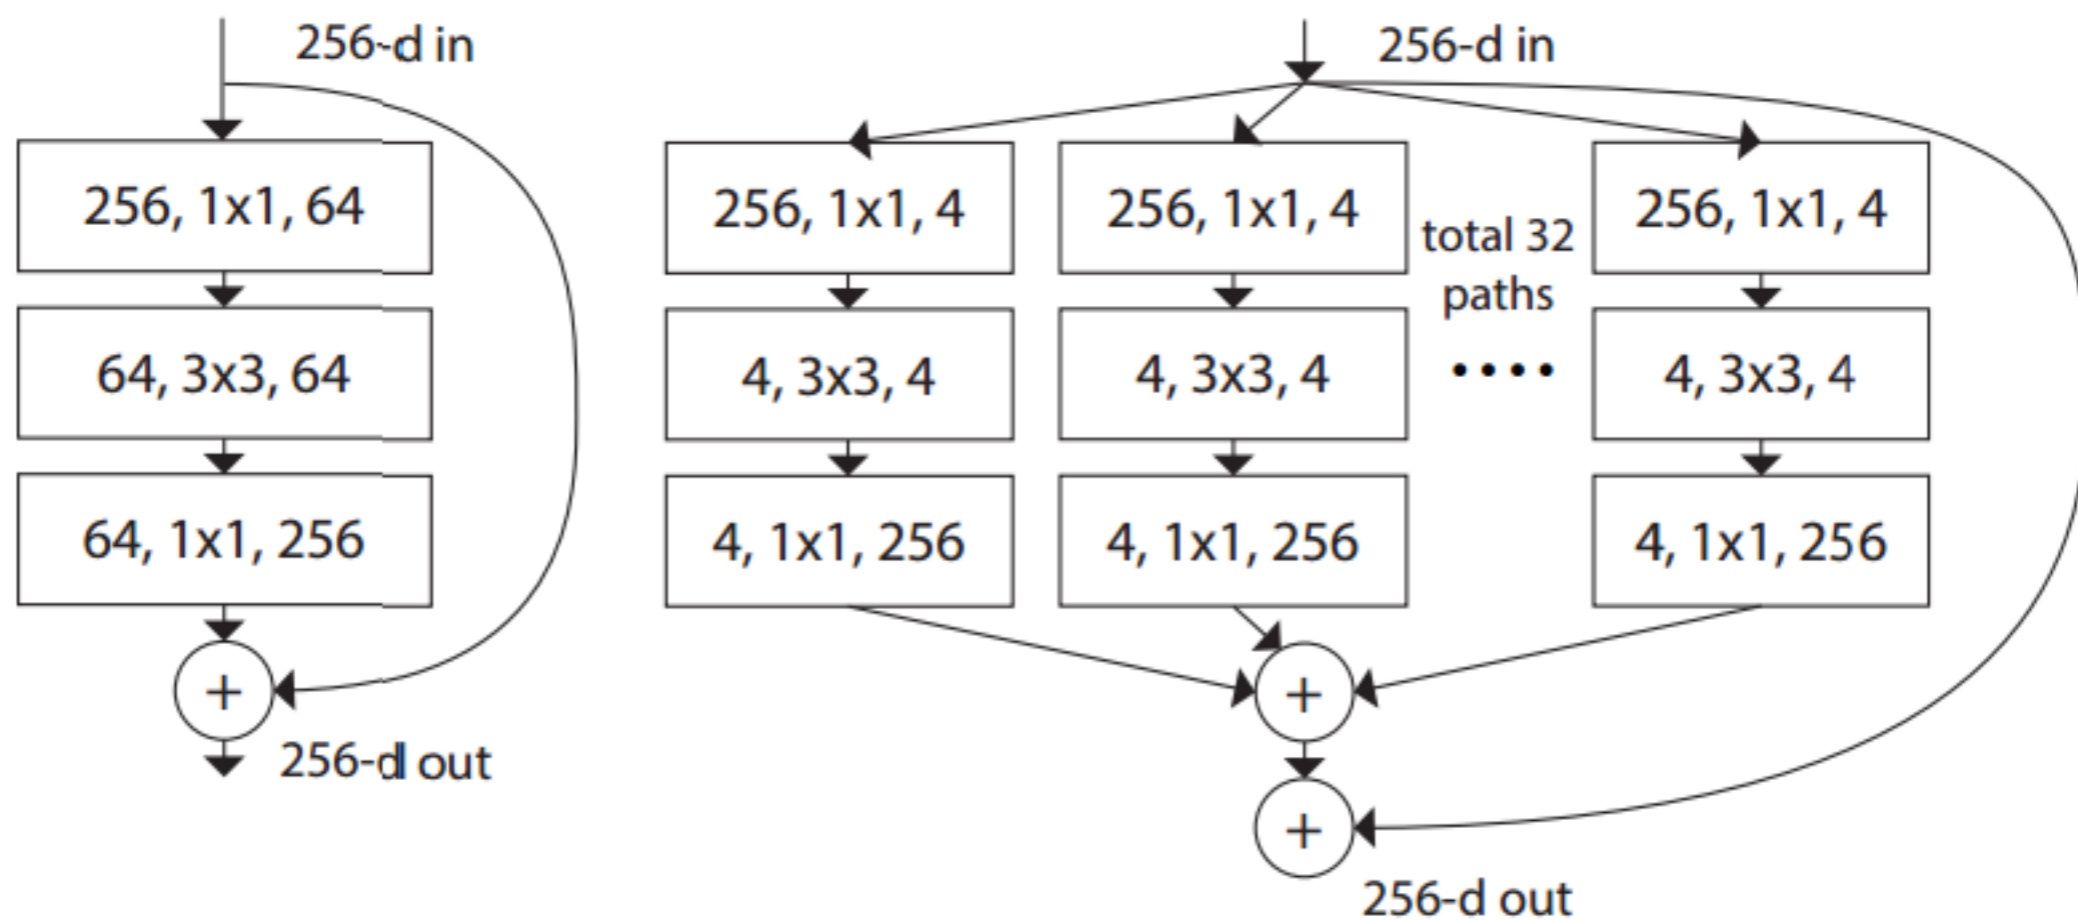 256-d in
256, 1x1, 64
64, 3x3, 64
64, 1x1, 256
+
256-d out
256-d in
256, 1x1, 4
256, 1x1, 4
total 32
paths
256, 1x1, 4
4, 3x3, 4
4, 3x3, 4
....
4, 3x3, 4
4, 1x1, 256
4, 1x1, 256
4, 1x1, 256
+
+
256-d out